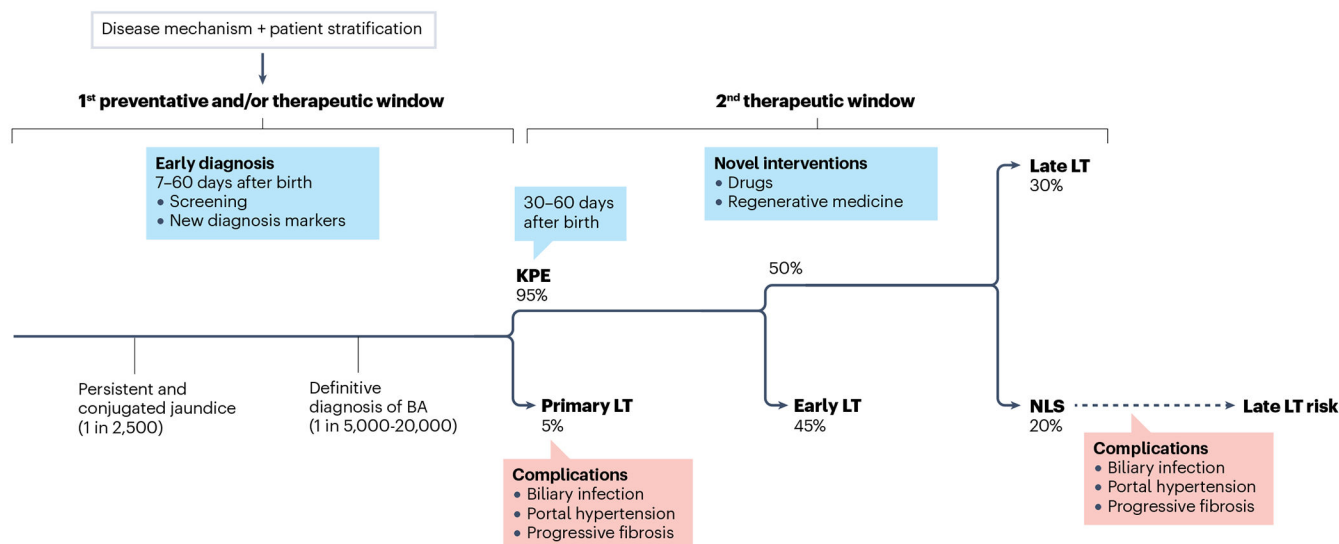 Disease mechanism + patient stratification
1st preventative and/or therapeutic window
2nd therapeutic window
Early diagnosis
7–60 days after birth
• Screening
• New diagnosis markers
30–60 days
after birth
Novel interventions
• Drugs
• Regenerative medicine
Late LT
30%
KPE
95%
50%
Persistent and
conjugated jaundice
(1 in 2,500)
Definitive
diagnosis of BA
(1 in 5,000-20,000)
Primary LT
5%
Early LT
45%
NLS
20%
Late LT risk
Complications
• Biliary infection
• Portal hypertension
• Progressive fibrosis
Complications
• Biliary infection
• Portal hypertension
• Progressive fibrosis